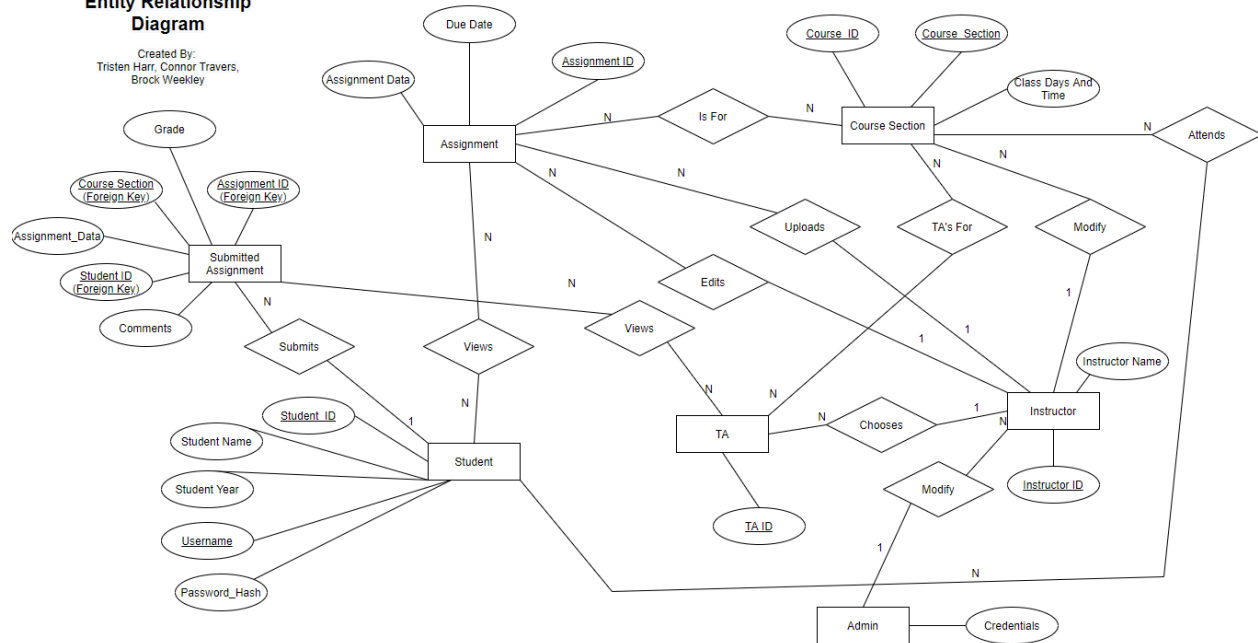 Entity Relationship
Diagram
Created By:
Tristen Harr, Connor Travers,
Brock Weekley
Due Date
Assignment Data
Assignment ID
Course_ID
Course_Section
Class Days And
Time
Assignment
N
Is For
N
Course Section
N
Attends
Grade
Course Section
(Foreign Key)
Assignment ID
(Foreign Key)
Assignment_Data
Student ID
(Foreign Key)
Comments
Submitted
Assignment
N
N
N
N
Uploads
TA's For
Modify
N
Edits
N
N
Views
1
Submits
Views
1
1
N
N
Instructor Name
Student_ID
1
N
TA
N
Chooses
1
N
Instructor
Student Name
Student
Student Year
Modify
Instructor ID
TA ID
Username
1
N
Password_Hash
Admin
Credentials